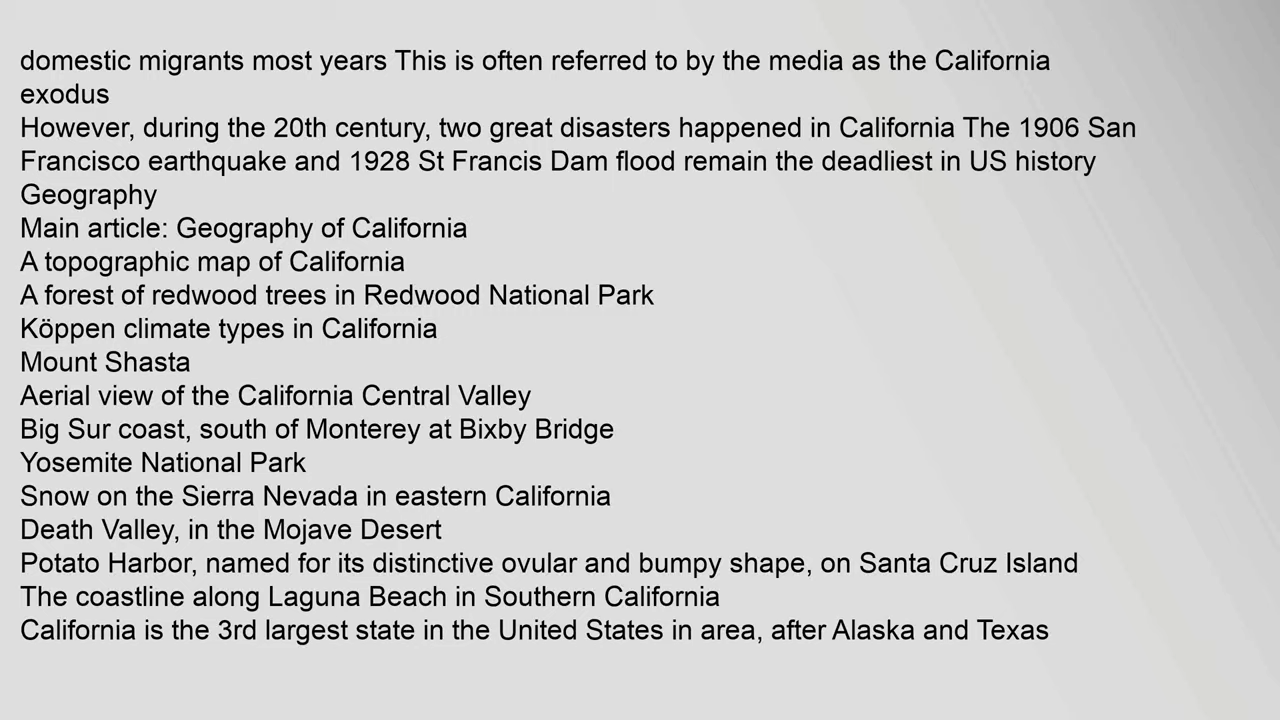 domestic migrants most years This is often referred to by the media as the California
exodus
However, during the 20th century, two great disasters happened in California The 1906 San
Francisco earthquake and 1928 St Francis Dam flood remain the deadliest in US history
Geography
Main article: Geography of California
A topographic map of California
A forest of redwood trees in Redwood National Park
Köppen climate types in California
Mount Shasta
Aerial view of the California Central Valley
Big Sur coast, south of Monterey at Bixby Bridge
Yosemite National Park
Snow on the Sierra Nevada in eastern California
Death Valley, in the Mojave Desert
Potato Harbor, named for its distinctive ovular and bumpy shape, on Santa Cruz Island
The coastline along Laguna Beach in Southern California
California is the 3rd largest state in the United States in area, after Alaska and Texas